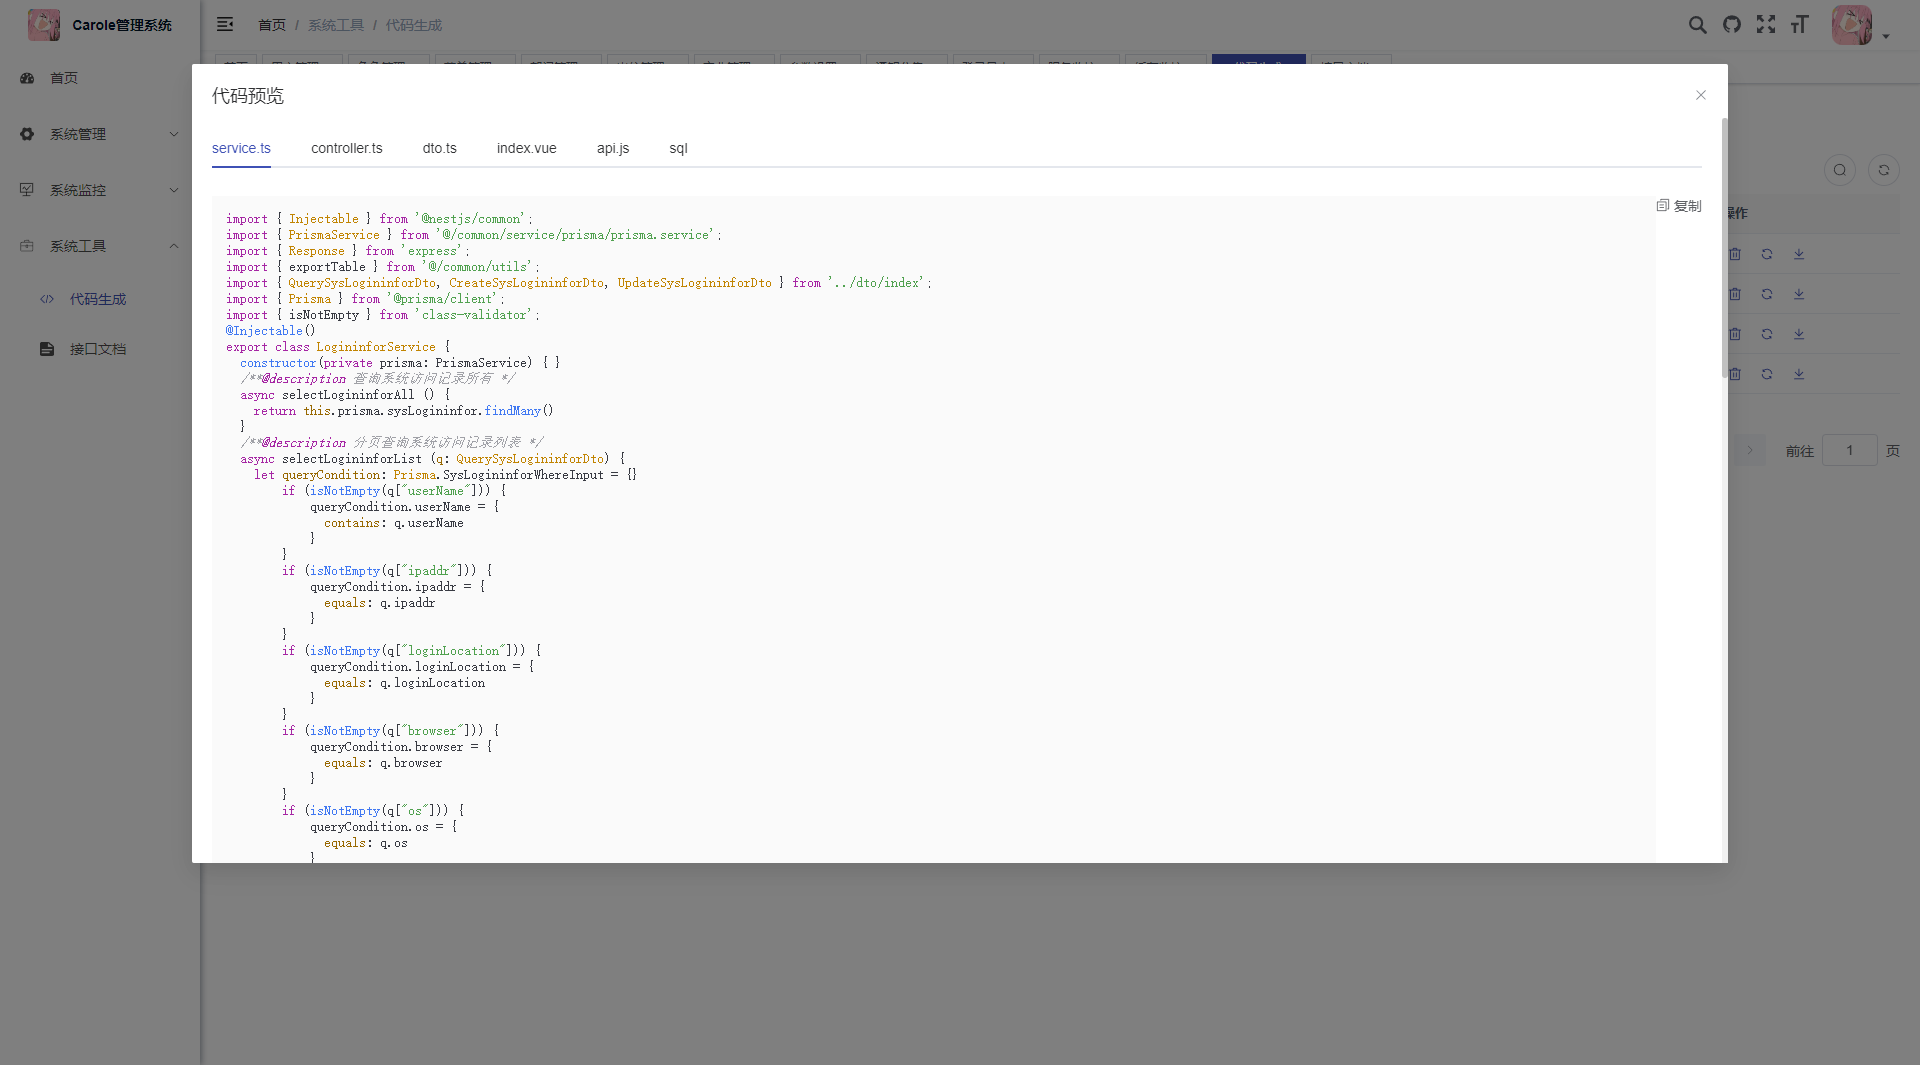 Carole管理系统
首页 / 系统工具 / 代码生成
首页
系统管理
系统监控
系统工具
代码生成
接口文档
代码预览
service.ts
controller.ts
dto.ts
index.vue
api.js
sql
复制
import { Injectable } from '@nestjs/common';
import { PrismaService } from '@/common/service/prisma/prisma.service';
import { Response } from 'express';
import { exportTable } from '@/common/utils';
import { QuerySysLogininforDto, CreateSysLogininforDto, UpdateSysLogininforDto } from '../dto/index';
import { Prisma } from '@prisma/client';
import { isNotEmpty } from 'class-validator';
@Injectable()
export class LogininforService {
constructor(private prisma: PrismaService) { }
/**@description 查询系统访问记录所有 */
async selectLogininforAll () {
return this.prisma.sysLogininfor.findMany()
}
/**@description 分页查询系统访问记录列表 */
async selectLogininforList (q: QuerySysLogininforDto) {
let queryCondition: Prisma.SysLogininforWhereInput = {}
if (isNotEmpty(q["userName"])) {
queryCondition.userName = {
contains: q.userName
}
}
if (isNotEmpty(q["ipaddr"])) {
queryCondition.ipaddr = {
equals: q.ipaddr
}
}
if (isNotEmpty(q["loginLocation"])) {
queryCondition.loginLocation = {
equals: q.loginLocation
}
}
if (isNotEmpty(q["browser"])) {
queryCondition.browser = {
equals: q.browser
}
}
if (isNotEmpty(q["os"])) {
queryCondition.os = {
equals: q.os
}
操作
前往 1 页